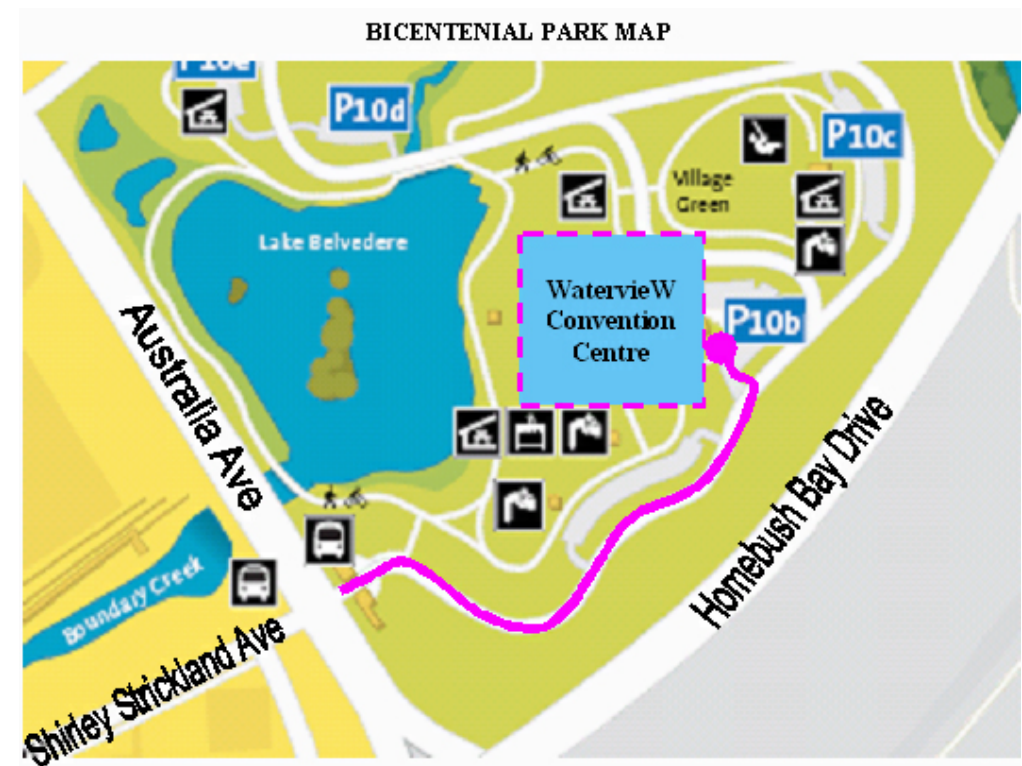 BICENTENIAL PARK MAP
P10e
P10d
P10c
Village
Green
Lake Belvedere
WatervieW
Convention
Centre
P10b
Australia Ave
Homebush Bay Drive
Boundary Creek
Shirley Strickland Ave